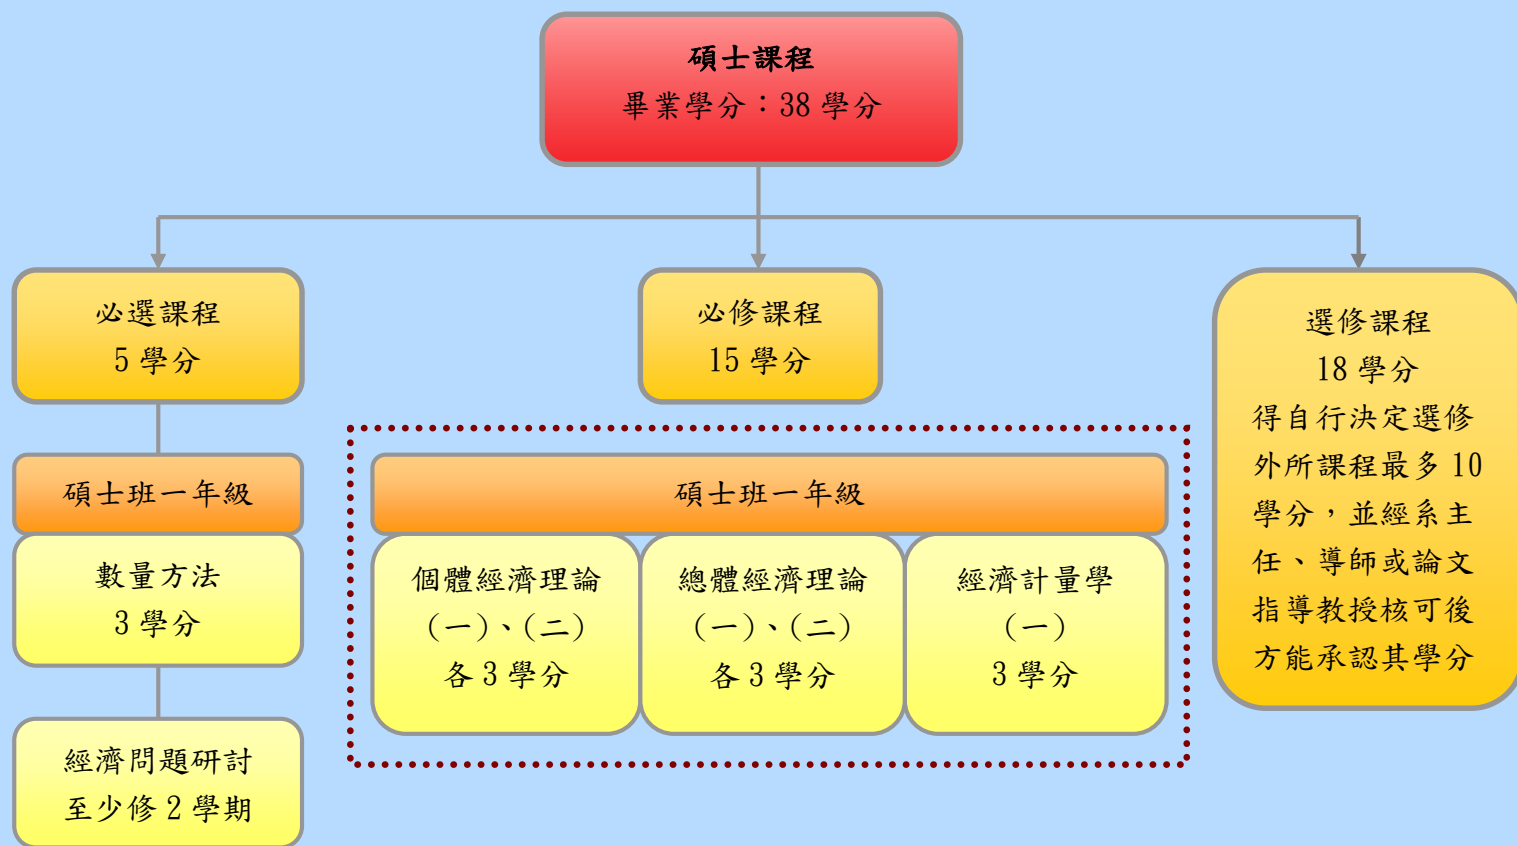 碩士課程
畢業學分：38 學分
必選課程
5 學分
必修課程
15 學分
選修課程
18 學分
得自行決定選修
外所課程最多 10
學分，並經系主
任、導師或論文
指導教授核可後
方能承認其學分
碩士班一年級
數量方法
3 學分
經濟問題研討
至少修 2 學期
碩士班一年級
個體經濟理論
(一)、(二)
各 3 學分
總體經濟理論
(一)、(二)
各 3 學分
經濟計量學
(一)
3 學分